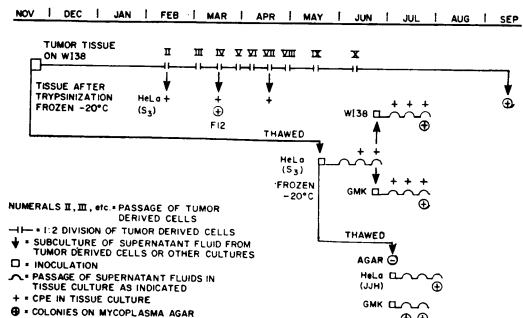 NOV | DEC | JAN | FEB | MAR | APR | MAY | JUN | JUL | AUG | SEP
TUMOR TISSUE
ON WI38
II III IV V VI VII VIII IX X
TISSUE AFTER
TRYPSINIZATION
FROZEN -20°C
HeLa +
(S3)
+
F12
+
THAWED
HeLa
(S3)
+ +
FROZEN
-20°C
WI38
+ + +
GMK
+ + +
THAWED
AGAR
HeLa
(JJH)
GMK
NUMERALS II, III, etc. = PASSAGE OF TUMOR
DERIVED CELLS
= 1:2 DIVISION OF TUMOR DERIVED CELLS
= SUBCULTURE OF SUPERNATANT FLUID FROM
TUMOR DERIVED CELLS OR OTHER CULTURES
= INOCULATION
= PASSAGE OF SUPERNATANT FLUIDS IN
TISSUE CULTURE AS INDICATED
+ = CPE IN TISSUE CULTURE
⊕ = COLONIES ON MYCOPLASMA AGAR